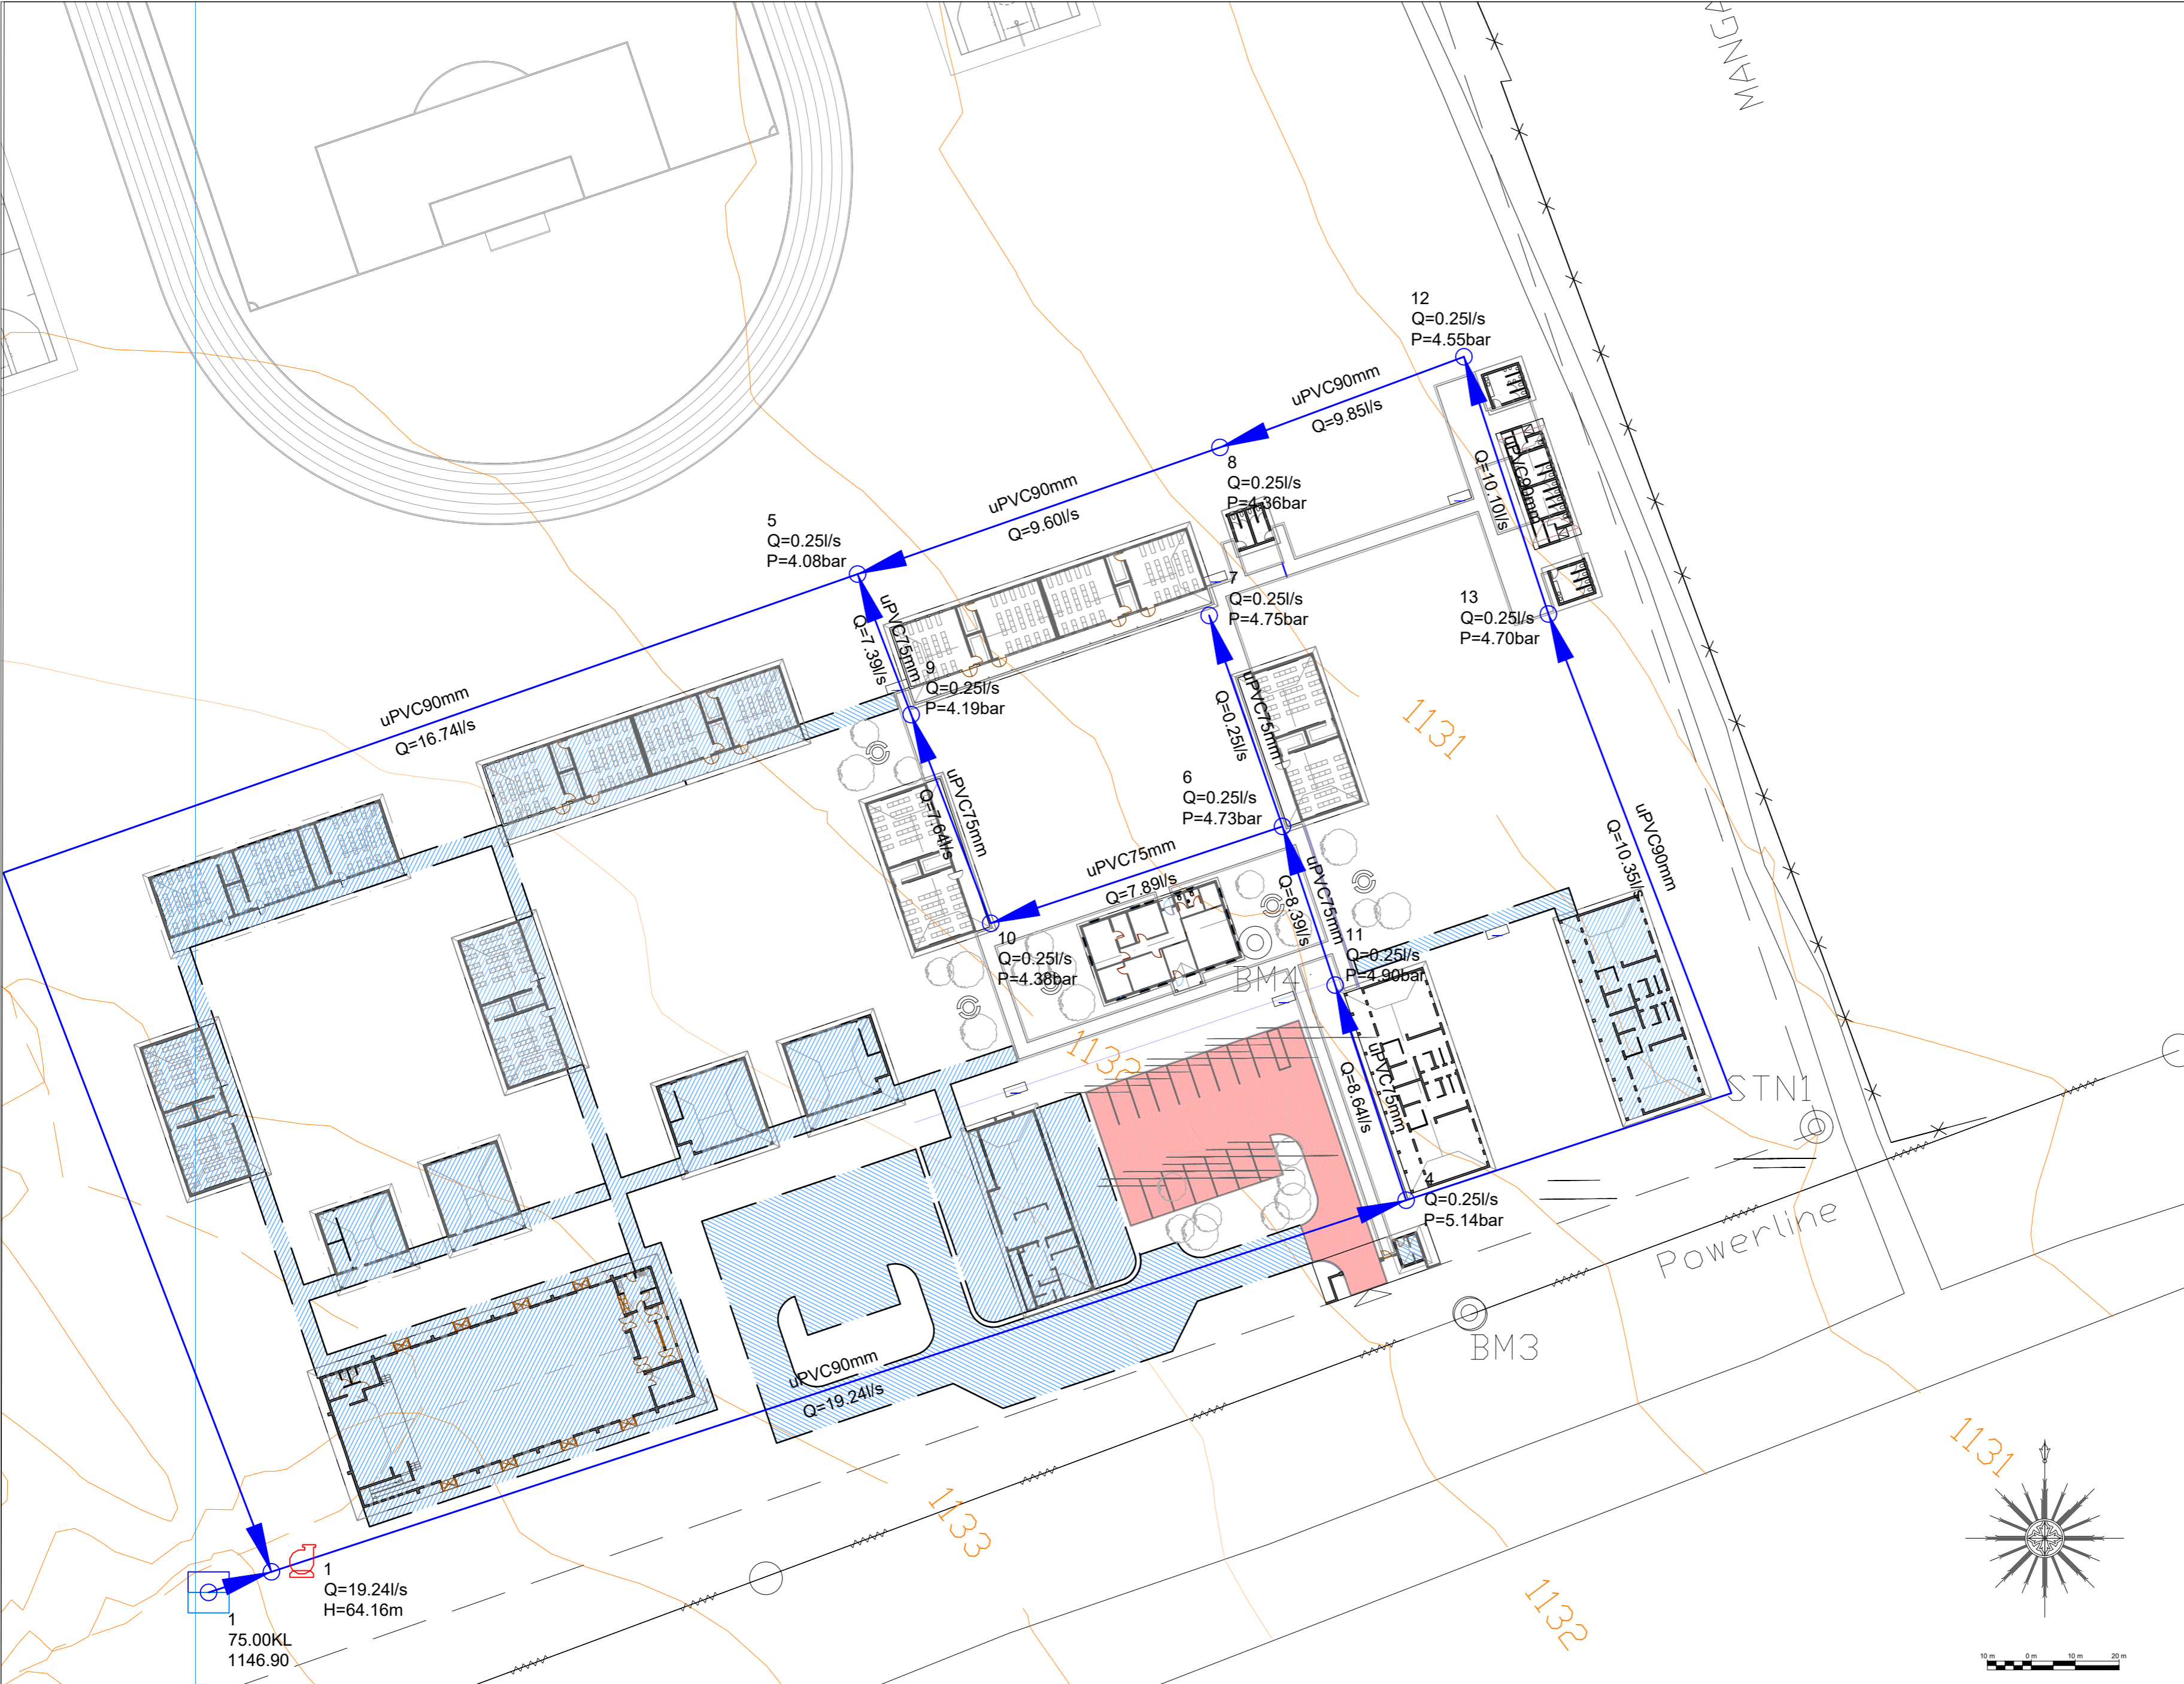 MANGA
12
Q=0.25l/s
P=4.55bar
uPVC90mm
Q=9.85l/s
8
Q=0.25l/s
P=4.36bar
uPVC90mm
Q=9.60l/s
uPVC90mm
Q=10.10l/s
5
Q=0.25l/s
P=4.08bar
7
Q=0.25l/s
P=4.75bar
13
Q=0.25l/s
P=4.70bar
uPVC75mm
Q=7.39l/s
9
Q=0.25l/s
P=4.19bar
uPVC90mm
Q=16.74l/s
uPVC75mm
Q=0.25l/s
1131
6
Q=0.25l/s
P=4.73bar
uPVC75mm
Q=7.64l/s
uPVC75mm
Q=7.89l/s
uPVC90mm
Q=10.35l/s
uPVC75mm
Q=8.39l/s
10
Q=0.25l/s
P=4.38bar
11
Q=0.25l/s
P=4.90bar
BM4
1132
uPVC75mm
Q=8.64l/s
STN1
4
Q=0.25l/s
P=5.14bar
Powerline
BM3
uPVC90mm
Q=19.24l/s
1131
1133
1
Q=19.24l/s
H=64.16m
1
75.00KL
1146.90
1132
10 m 0 m 10 m 20 m